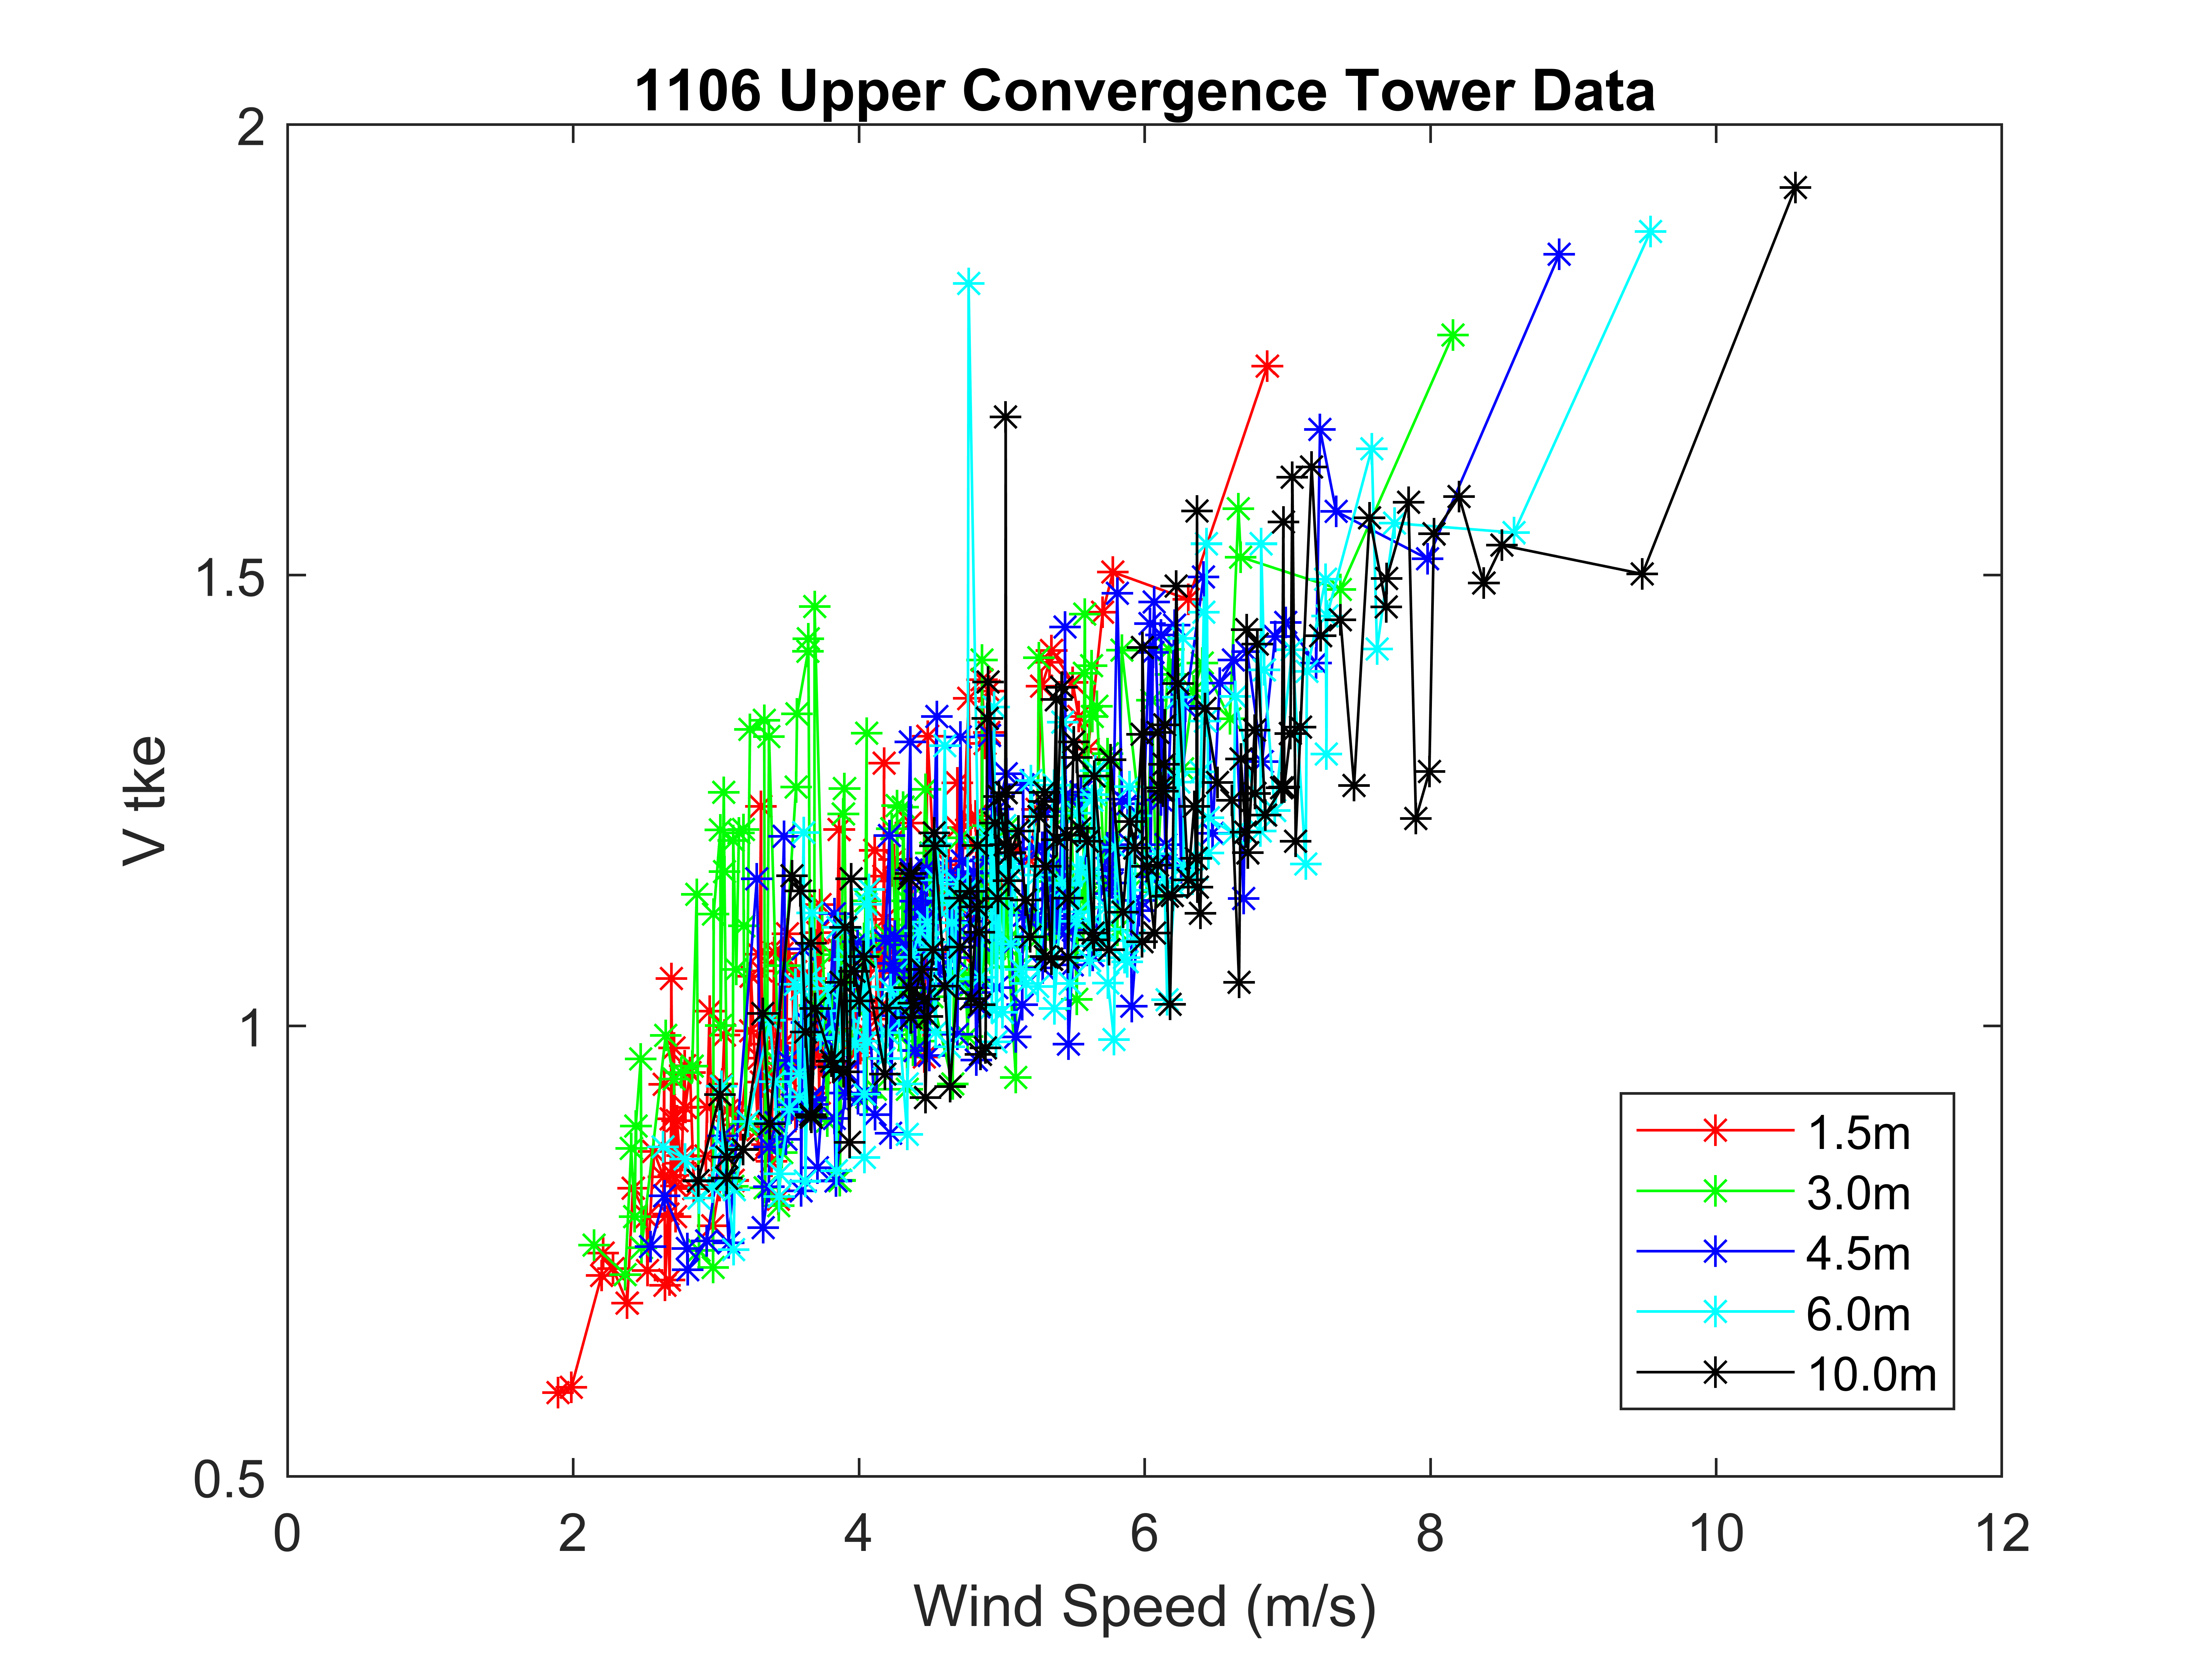 1106 Upper Convergence Tower Data
2
1.5
1
0.5
V tke
0 2 4 6 8 10 12
Wind Speed (m/s)
1.5m
3.0m
4.5m
6.0m
10.0m